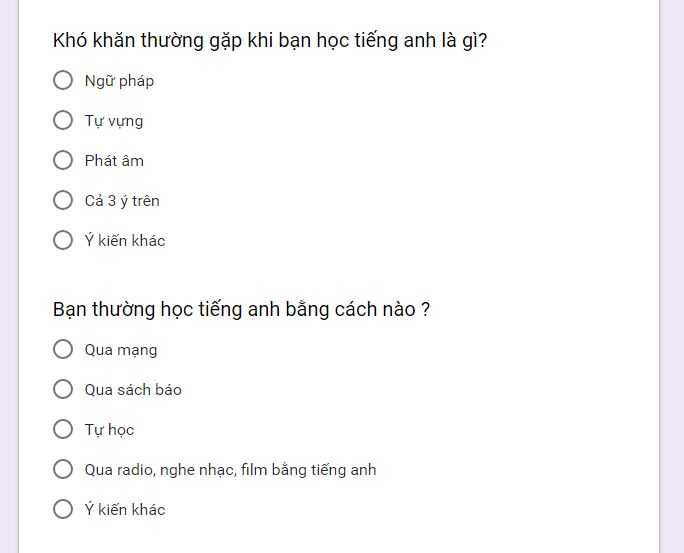 Khó khăn thường gặp khi bạn học tiếng anh là gì?
Ngữ pháp
Tự vựng
Phát âm
Cả 3 ý trên
Ý kiến khác
Bạn thường học tiếng anh bằng cách nào ?
Qua mạng
Qua sách báo
Tự học
Qua radio, nghe nhạc, film bằng tiếng anh
Ý kiến khác